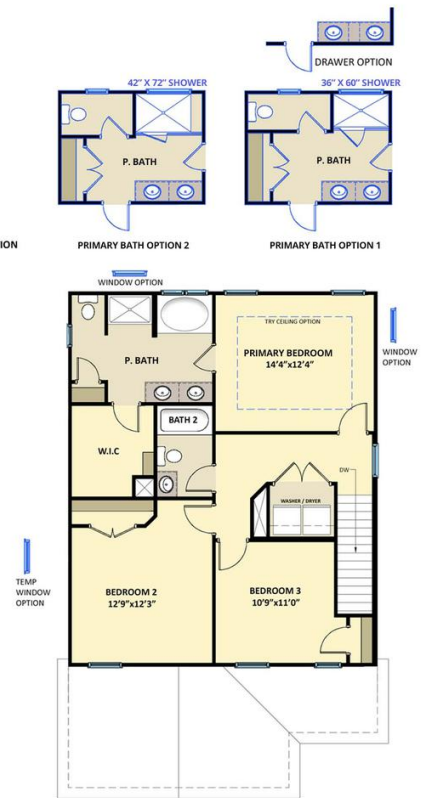 DRAWER OPTION
42" X 72" SHOWER
36" X 60" SHOWER
P. BATH
P. BATH
ION
PRIMARY BATH OPTION 2
PRIMARY BATH OPTION 1
WINDOW OPTION
TRY CEILING OPTION
PRIMARY BEDROOM
14'4"x12'4"
WINDOW
OPTION
P. BATH
BATH 2
W.I.C
DW
WASHER / DRYER
TEMP
WINDOW
OPTION
BEDROOM 2
12'9"x12'3"
BEDROOM 3
10'9"x11'0"